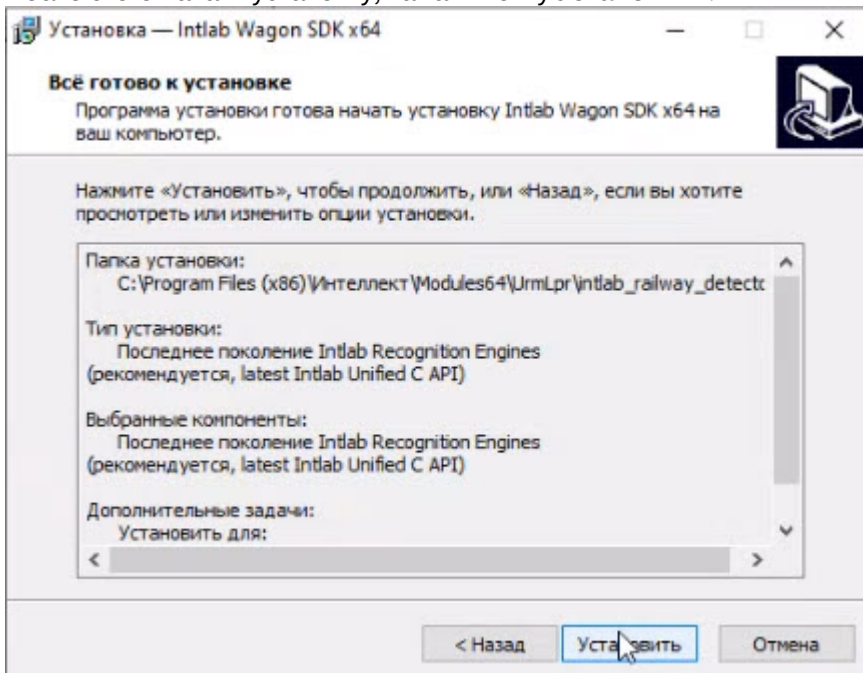 Установка — Intlab Wagon SDK x64
Всё готово к установке
Программа установки готова начать установку Intlab Wagon SDK x64 на
ваш компьютер.
Нажмите «Установить», чтобы продолжить, или «Назад», если вы хотите
просмотреть или изменить опции установки.
Папка установки:
C:\Program Files (x86)\Интеллект\Modules64\UrmLpr\intlab_railway_detectc
Тип установки:
Последнее поколение Intlab Recognition Engines
(рекомендуется, latest Intlab Unified C API)
Выбранные компоненты:
Последнее поколение Intlab Recognition Engines
(рекомендуется, latest Intlab Unified C API)
Дополнительные задачи:
Установить для:
< Назад
Установить
Отмена